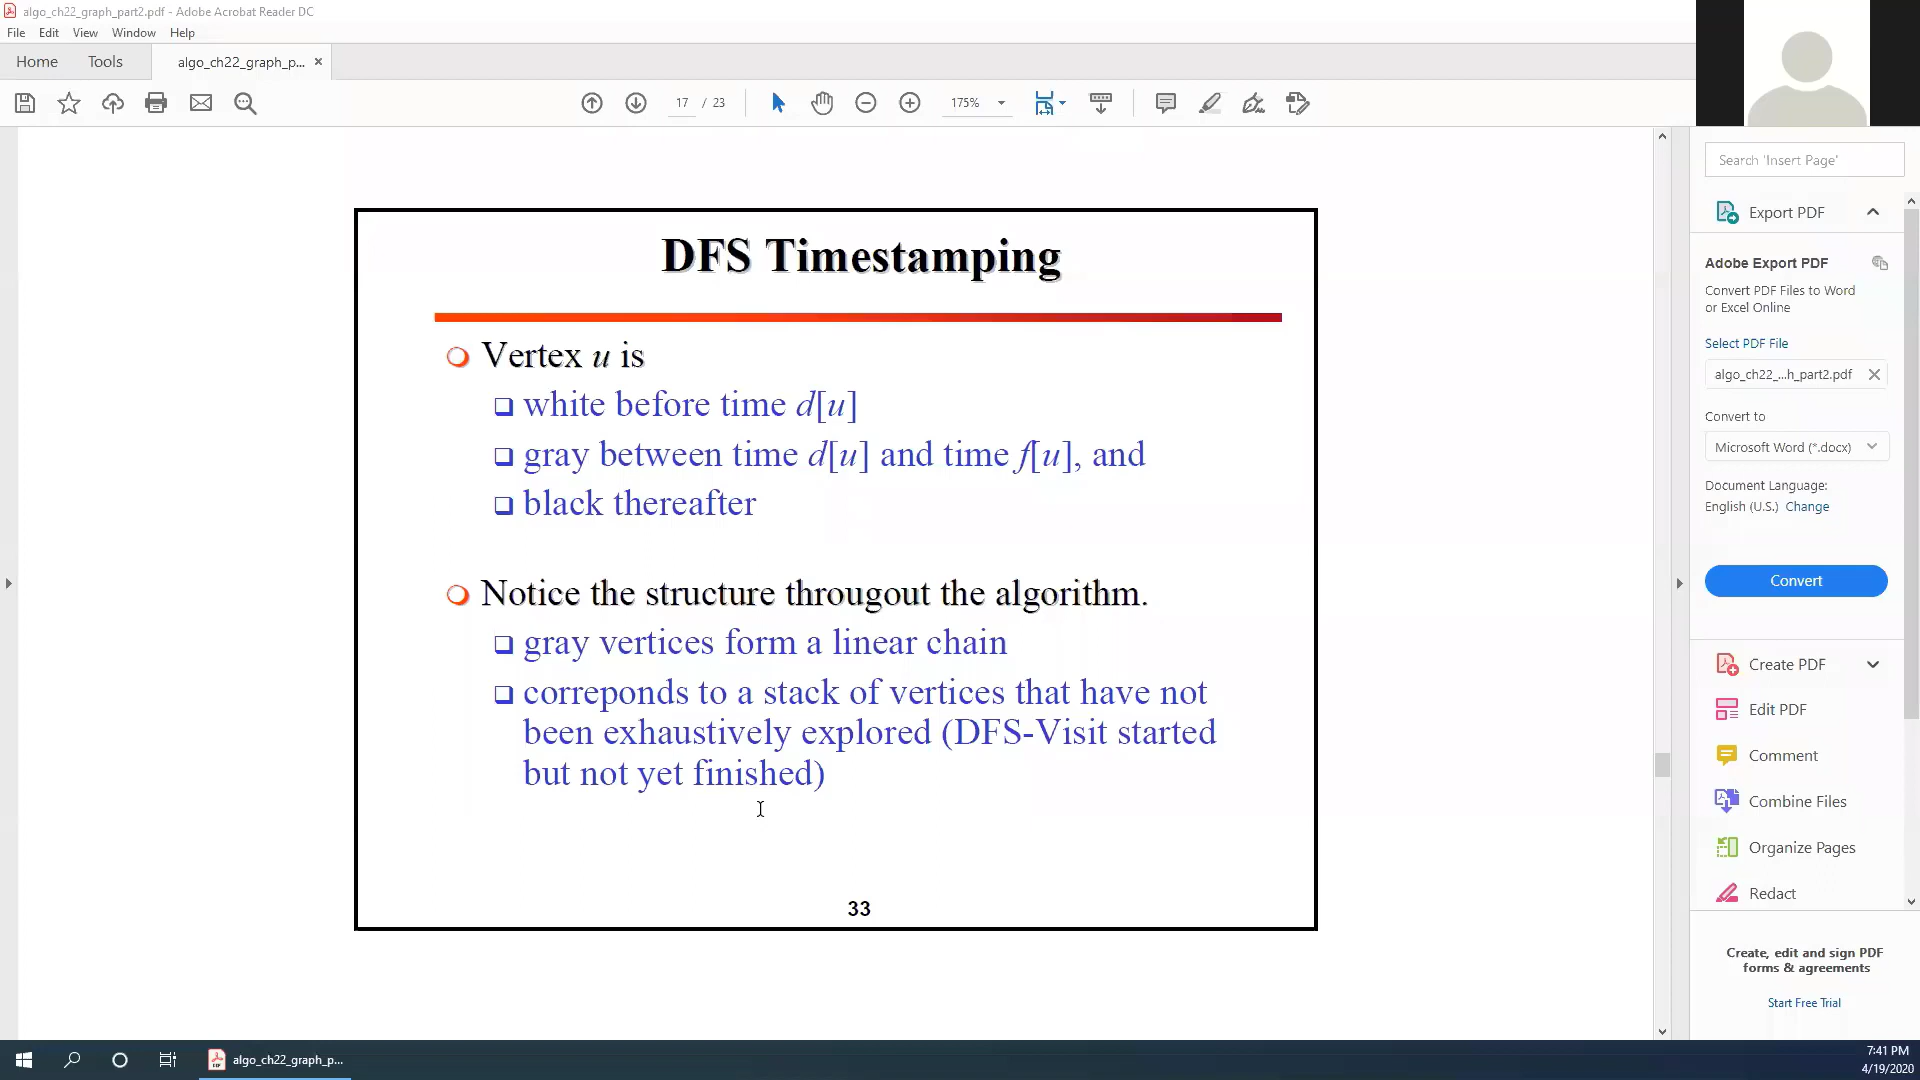 algo_ch22_graph_part2.pdf - Adobe Acrobat Reader DC
File Edit View Window Help
Home Tools algo_ch22_graph_p... ×
17 / 23 175%
Search 'Insert Page'
Export PDF
Adobe Export PDF
Convert PDF Files to Word
or Excel Online
Select PDF File
algo_ch22_...h_part2.pdf
Convert to
Microsoft Word (*.docx)
Document Language:
English (U.S.) Change
Convert
Create PDF
Edit PDF
Comment
Combine Files
Organize Pages
Redact
Create, edit and sign PDF
forms & agreements
Start Free Trial
DFS Timestamping
Vertex u is
white before time d[u]
gray between time d[u] and time f[u], and
black thereafter
Notice the structure througout the algorithm.
gray vertices form a linear chain
correponds to a stack of vertices that have not
been exhaustively explored (DFS-Visit started
but not yet finished)
33
algo_ch22_graph_p...
7:41 PM
4/19/2020